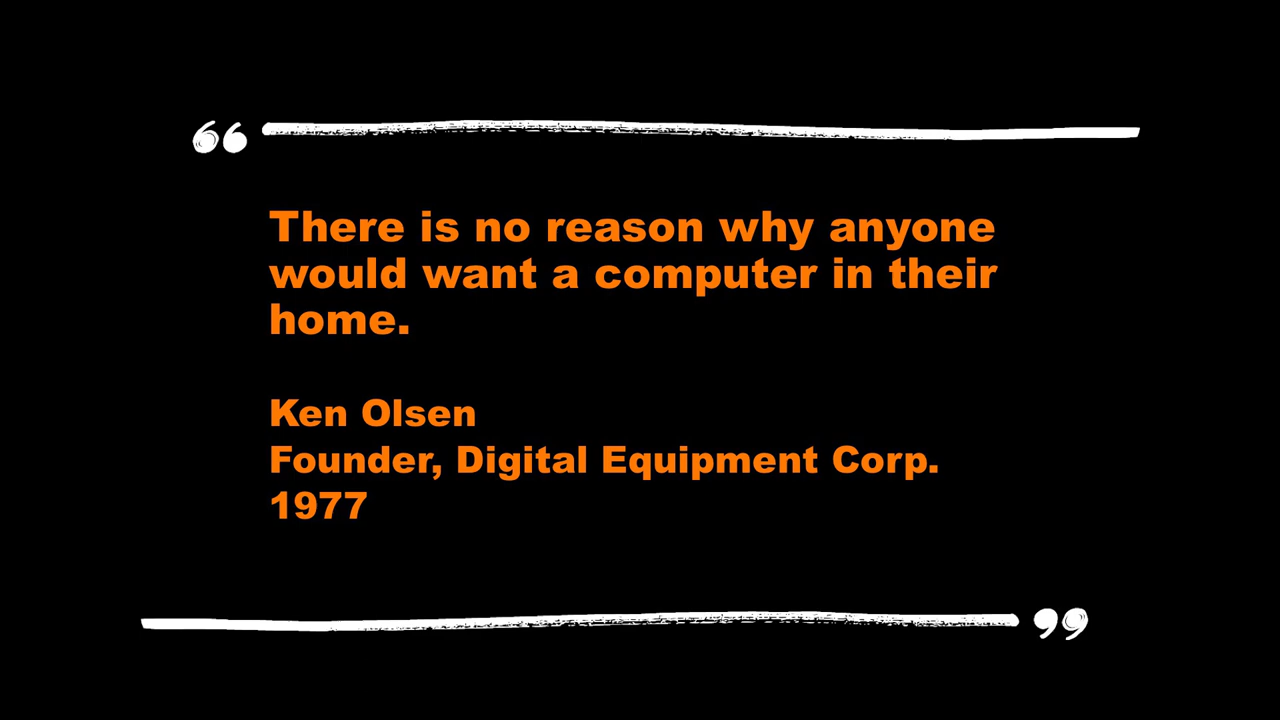 “
There is no reason why anyone
would want a computer in their
home.
Ken Olsen
Founder, Digital Equipment Corp.
1977
”